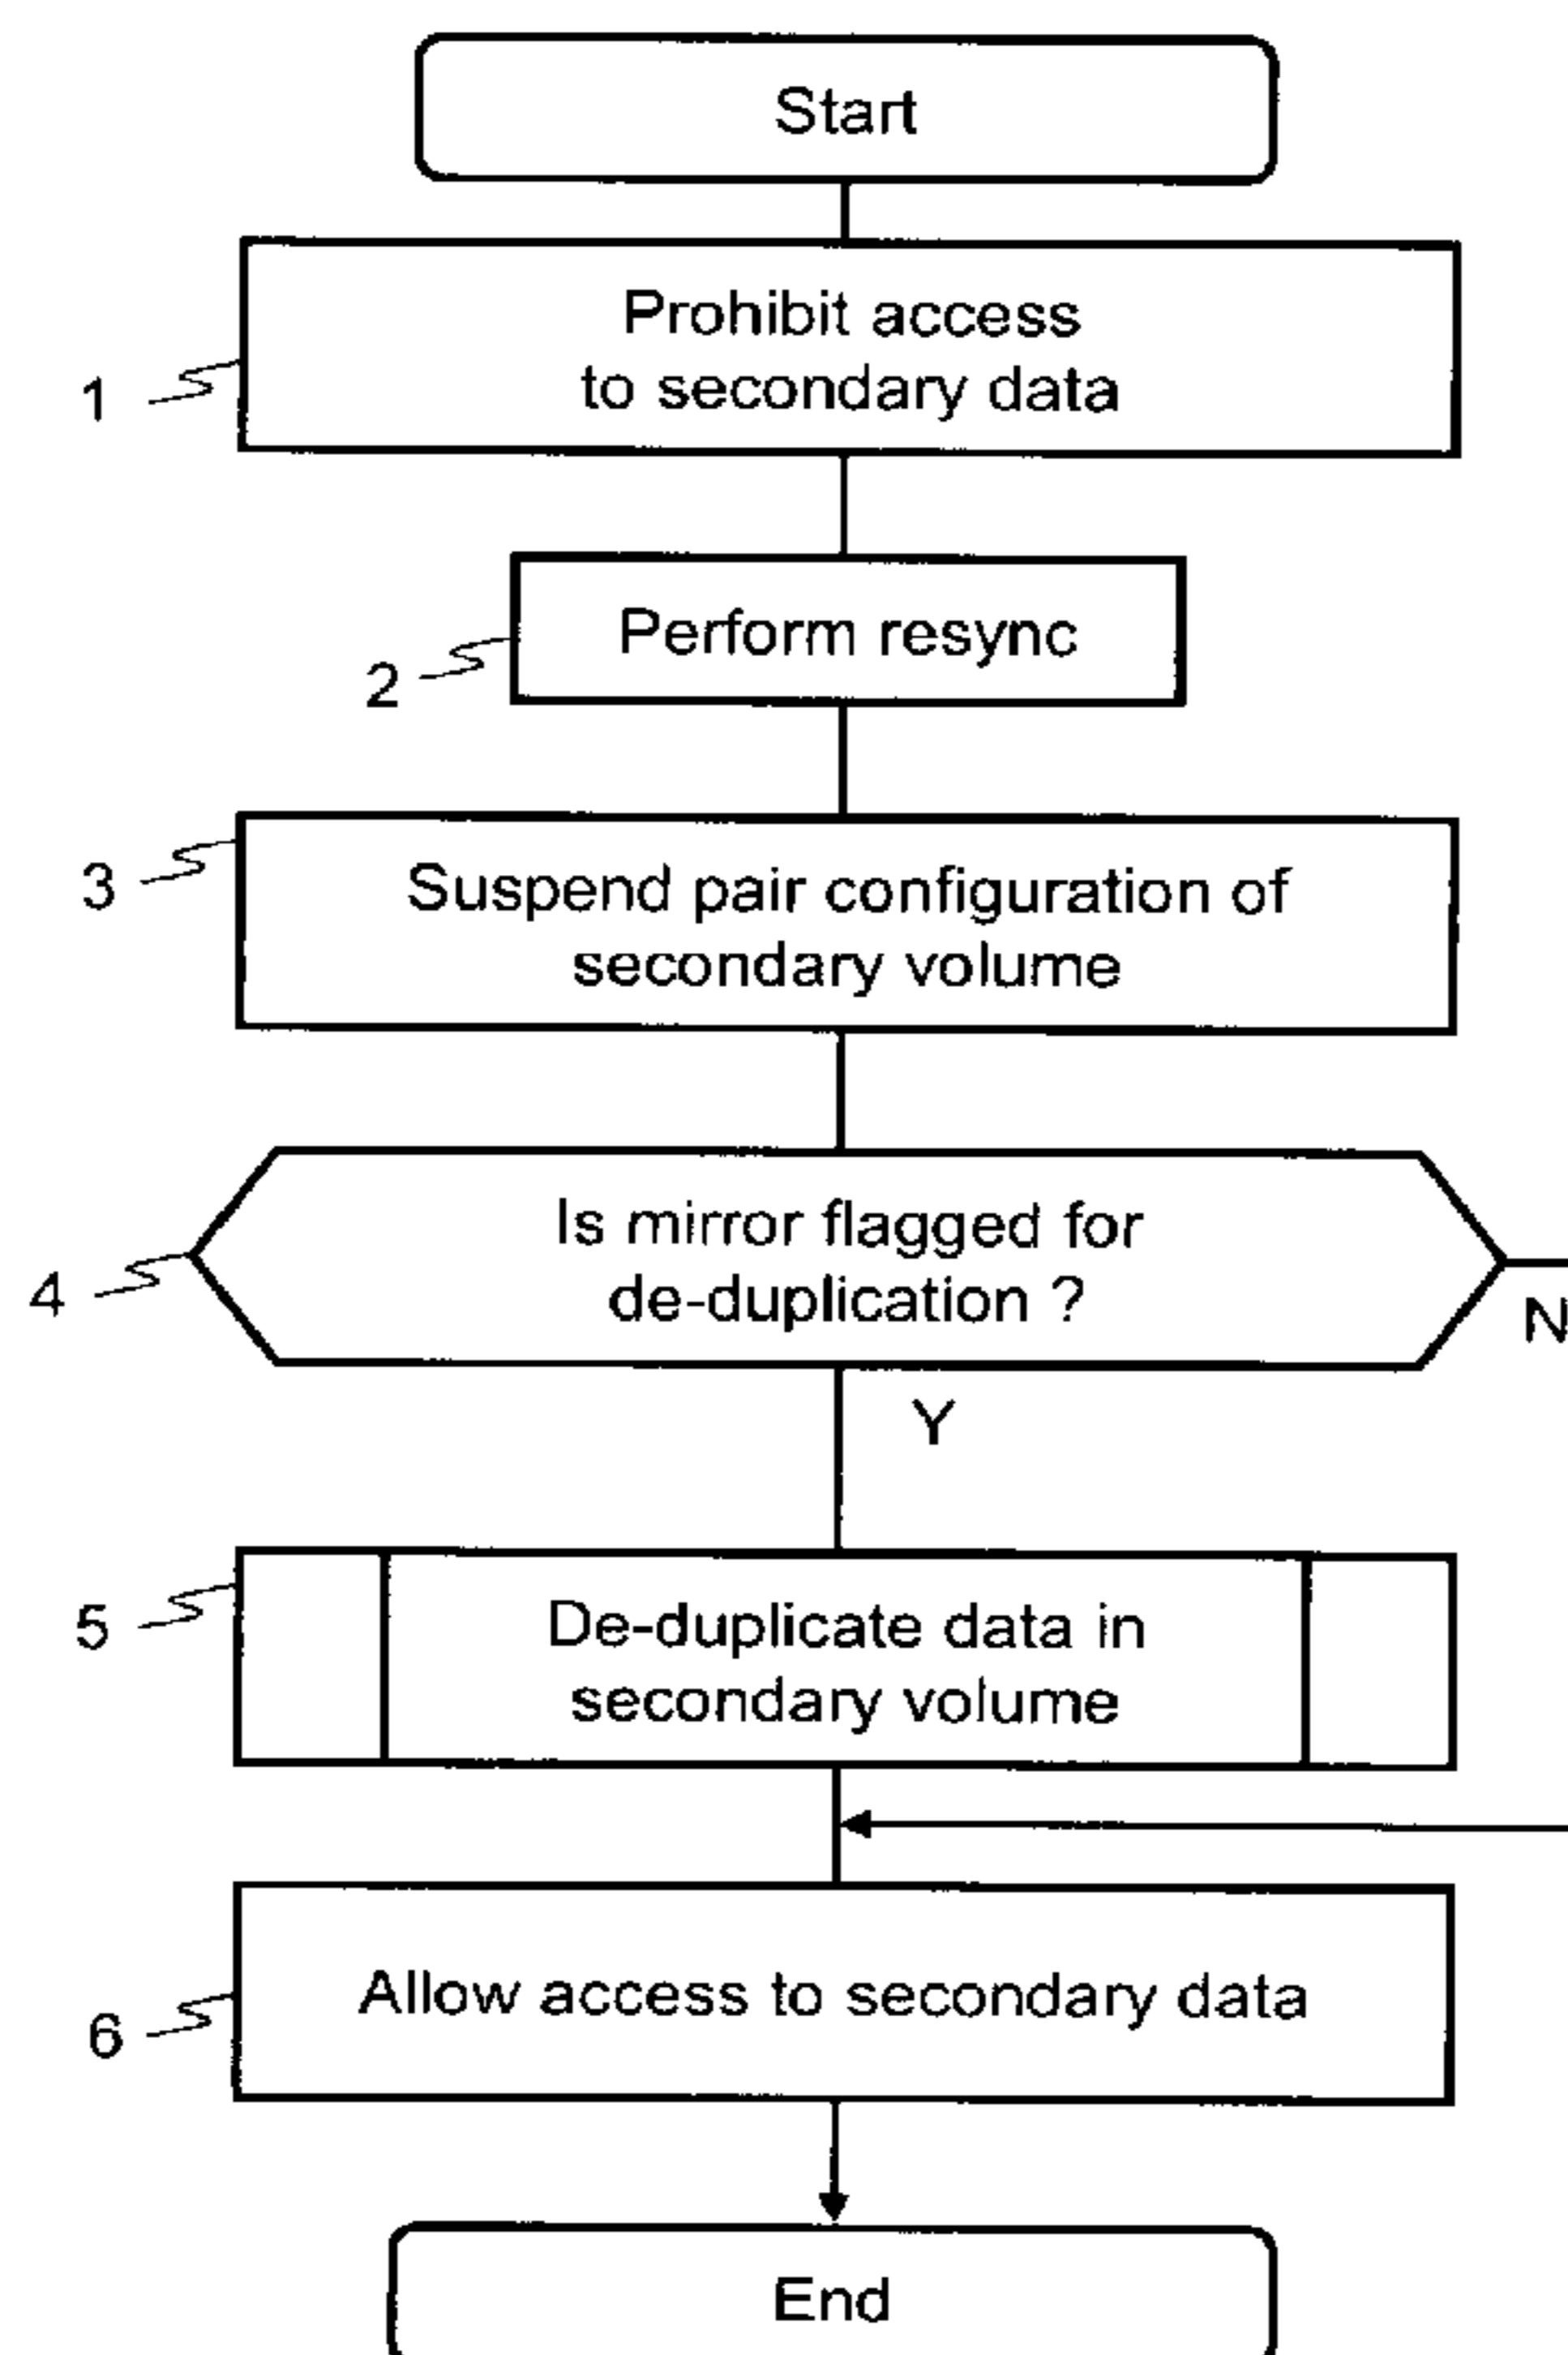 Start
Prohibit access
to secondary data
1
Perform resync
2
3
Suspend pair configuration of
secondary volume
Is mirror flagged for
de-duplication ?
4
N
Y
5
De-duplicate data in
secondary volume
Allow access to secondary data
6
End